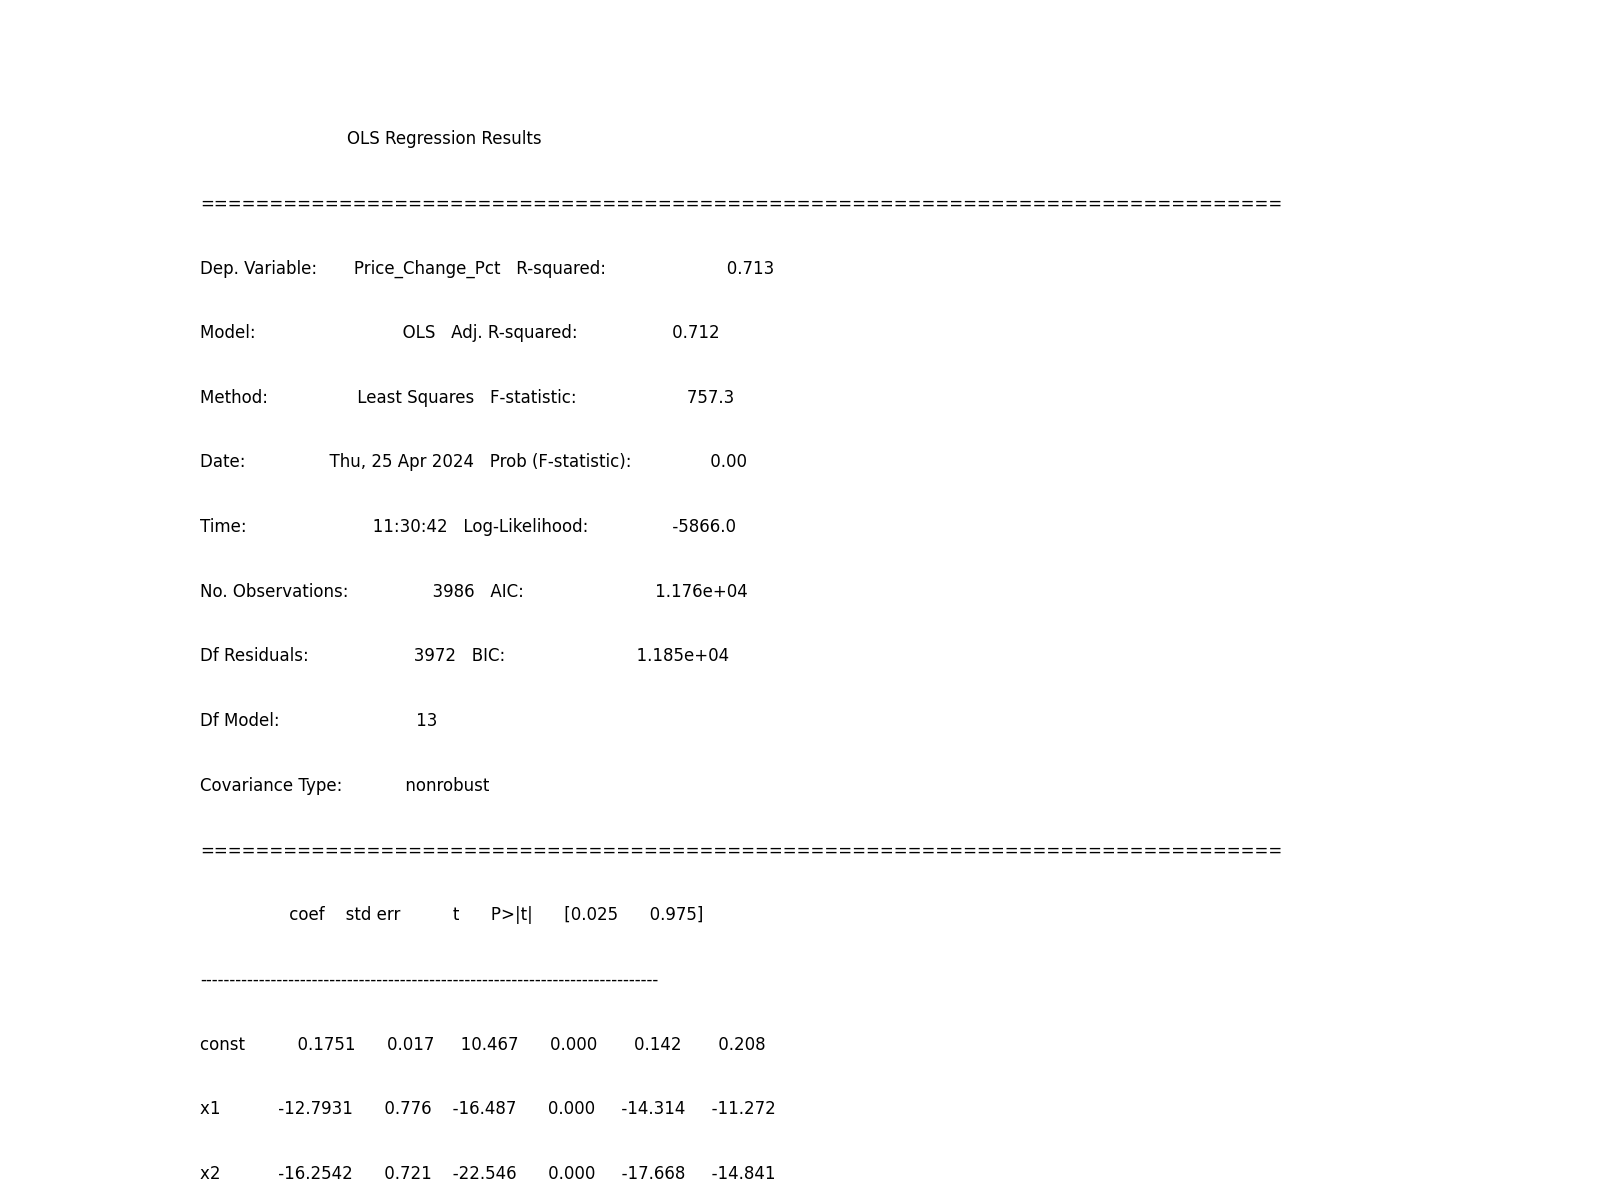 OLS Regression Results
==============================================================================
Dep. Variable: Price_Change_Pct R-squared: 0.713
Model: OLS Adj. R-squared: 0.712
Method: Least Squares F-statistic: 757.3
Date: Thu, 25 Apr 2024 Prob (F-statistic): 0.00
Time: 11:30:42 Log-Likelihood: -5866.0
No. Observations: 3986 AIC: 1.176e+04
Df Residuals: 3972 BIC: 1.185e+04
Df Model: 13
Covariance Type: nonrobust
==============================================================================
coef std err t P>|t| [0.025 0.975]
------------------------------------------------------------------------------
const 0.1751 0.017 10.467 0.000 0.142 0.208
x1 -12.7931 0.776 -16.487 0.000 -14.314 -11.272
x2 -16.2542 0.721 -22.546 0.000 -17.668 -14.841